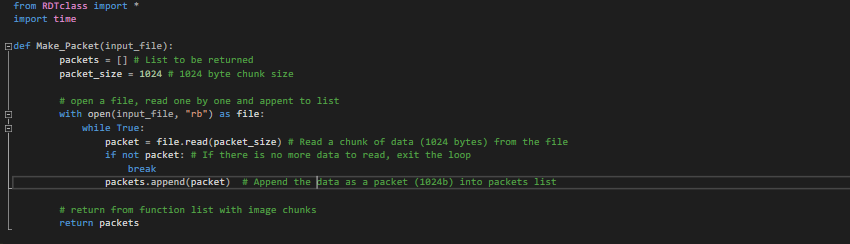 from RDTclass import *
import time
def Make_Packet(input_file):
packets = [] # List to be returned
packet_size = 1024 # 1024 byte chunk size
# open a file, read one by one and appent to list
with open(input_file, "rb") as file:
while True:
packet = file.read(packet_size) # Read a chunk of data (1024 bytes) from the file
if not packet: # If there is no more data to read, exit the loop
break
packets.append(packet)  # Append the data as a packet (1024b) into packets list
# return from function list with image chunks
return packets